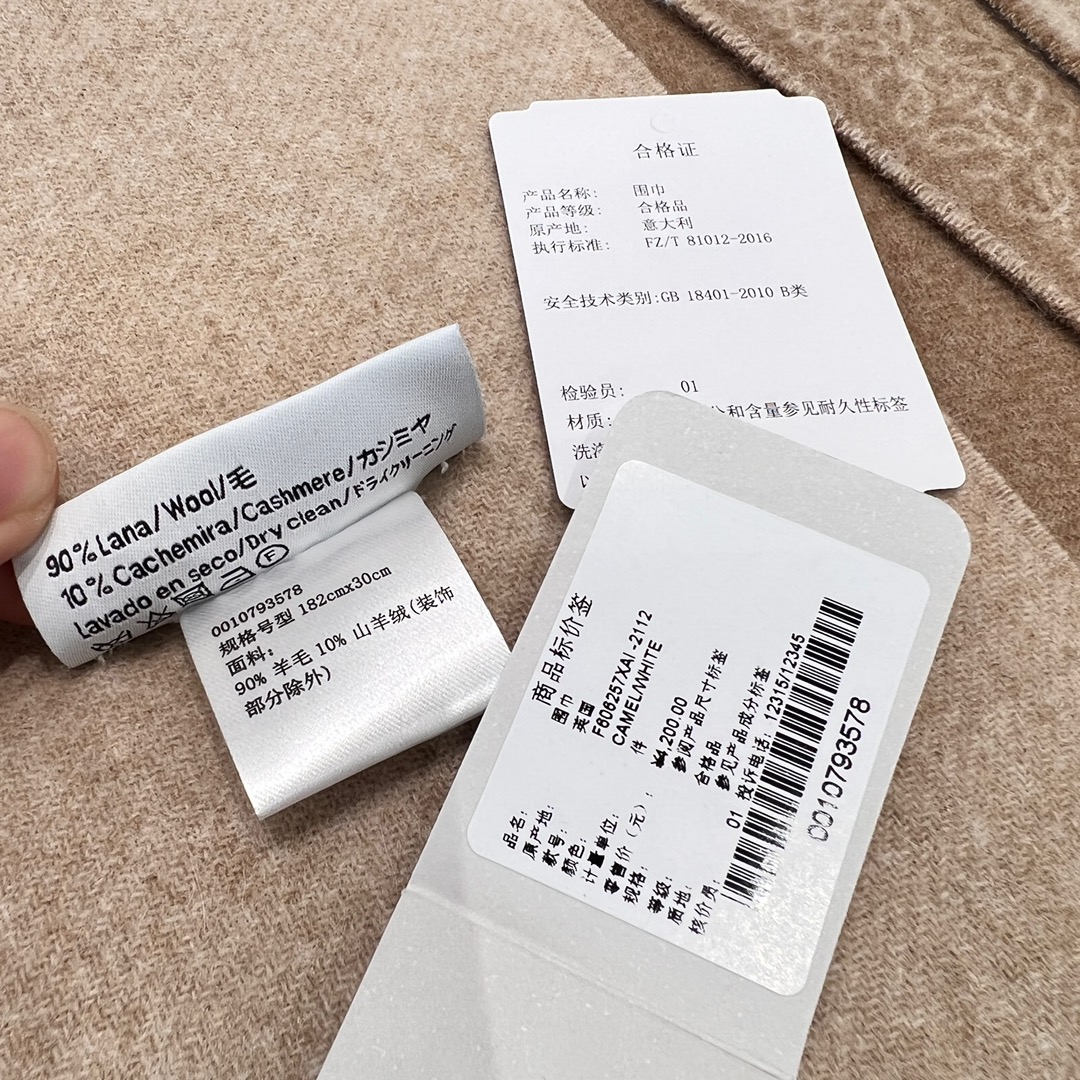 合格证
产品名称: 围巾
产品等级: 合格品
原产地: 意大利
执行标准: FZ/T 81012-2016
安全技术类别:GB 18401-2010 B类
检验员: 01
材质: 和含量参见耐久性标签
90%Lana/Wool/毛
10%Cachemira/Cashmere/カシミヤ
Lavado en seco/Dry clean/ドライクリーニング
F
0010793578
规格号型 182cmx30cm
面料:
90% 羊毛 10% 山羊绒(装饰
部分除外)
商品标价签
品名: 围巾
原产地: 英国
款号: F606257XAI-2112
颜色: CAMEL/WHITE
计量单位: 件
零售价(元): ¥4,200.00
规格: 参阅产品尺寸标签
等级: 合格品
质地: 参见产品成分标签
核价员: 01 投诉电话: 12315/12345
0010793578